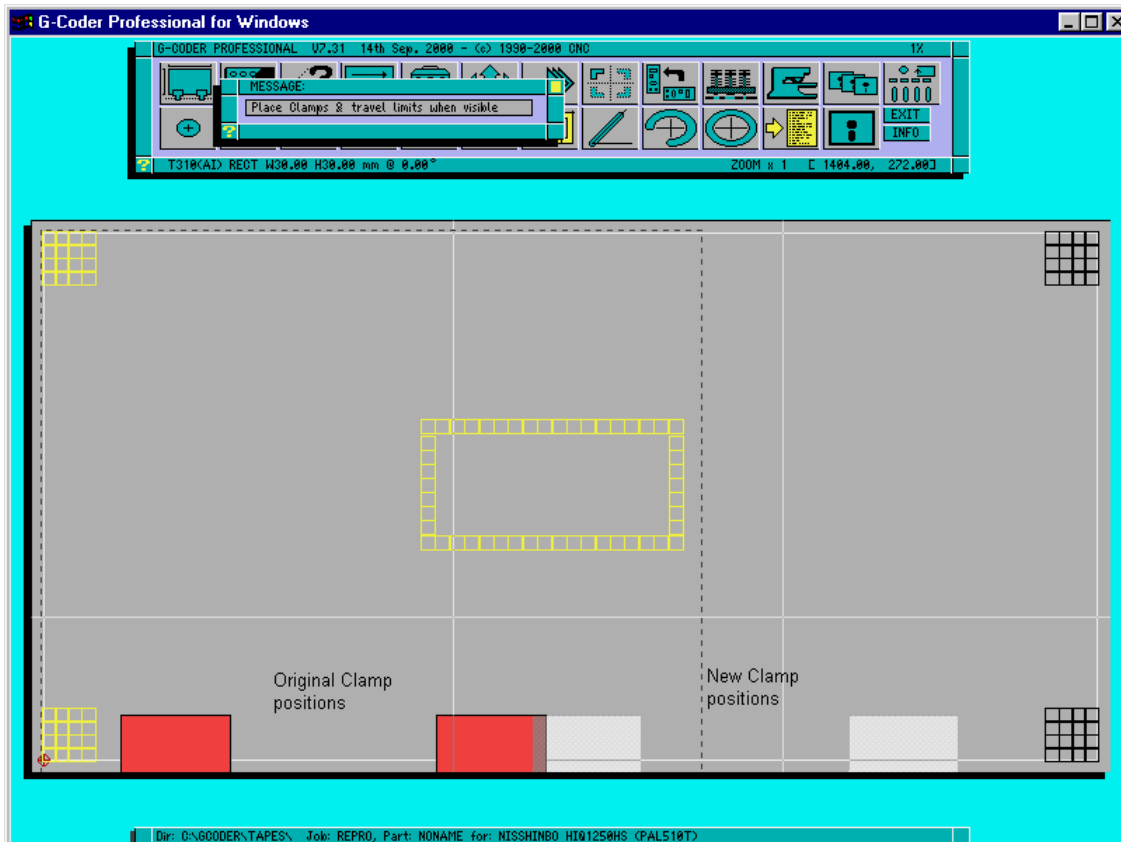 G-Coder Professional for Windows
G-CODER PROFESSIONAL V7.31 14th Sep. 2000 - (c) 1990-2000 CNC 1%
MESSAGE:
Place Clamps & travel limits when visible
EXIT
INFO
T310(AI) RECT W30.00 H30.00 mm @ 0.00° ZOOM x 1 [ 1404.00, 272.00]
Original Clamp
positions
New Clamp
positions
Dir: C:\GCODER\TAPES\ Job: REPRO, Part: NONAME for: NISSHINBO HIQ1250HS (PAL510T)